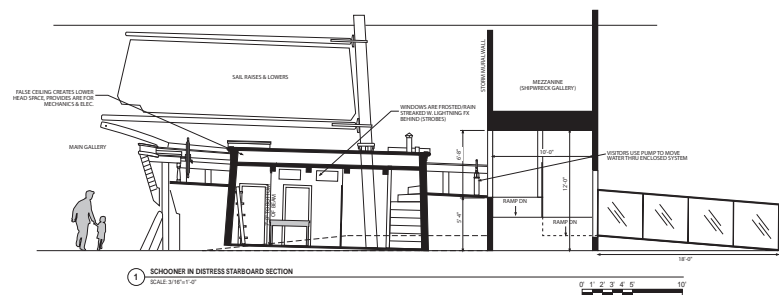 SAIL RAISES & LOWERS
STORM MURAL WALL
MEZZANINE
(SHIPWRECK GALLERY)
FALSE CEILING CREATES LOWER
HEAD SPACE, PROVIDES ARE FOR
MECHANICS & ELEC.
WINDOWS ARE FROSTED/RAIN
STREAKED W. LIGHTNING FX
BEHIND (STROBES)
MAIN GALLERY
VISITORS USE PUMP TO MOVE
WATER THRU ENCLOSED SYSTEM
6'-8"
10'-0"
12'-0"
5'-4"
OF BEAM
RAMP DN
RAMP DN
18'-0"
1
SCHOONER IN DISTRESS STARBOARD SECTION
SCALE: 3/16"=1'-0"
0' 1' 2' 3' 4' 5' 10'